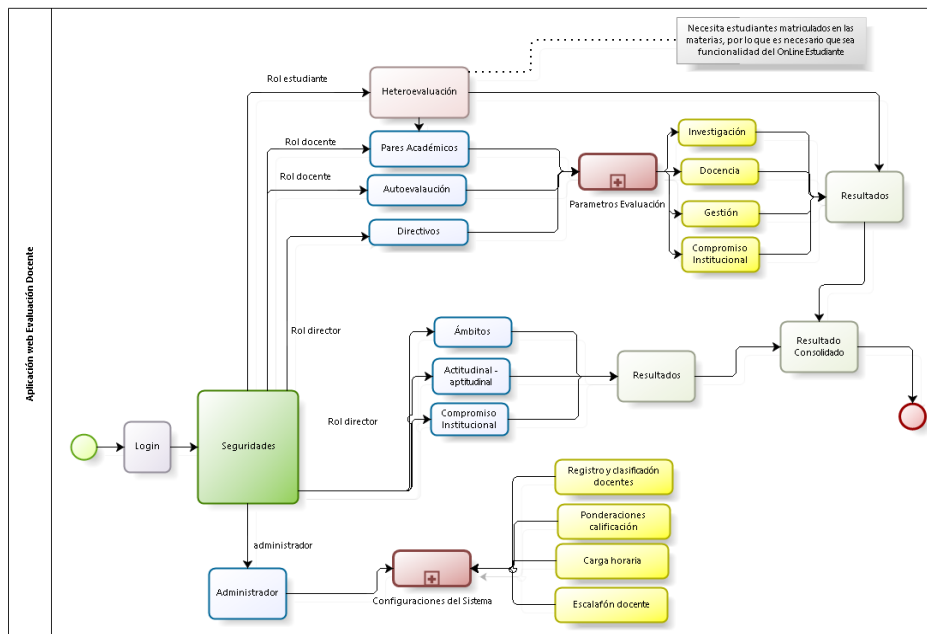 Necesita estudiantes matriculados en las
materias, por lo que es necesario que sea
funcionalidad del OnLine Estudiante
Rol estudiante
Heteroevaluación
Rol docente
Pares Académicos
Investigación
Rol docente
Autoevalaución
Docencia
Parametros Evaluación
Resultados
Directivos
Gestión
Compromiso
Institucional
Aplicación web Evaluación Docente
Rol director
Ámbitos
Resultado
Consolidado
Actitudinal -
aptitudinal
Resultados
Rol director
Compromiso
Institucional
Login
Seguridades
Registro y clasificación
docentes
Ponderaciones
calificación
administrador
Carga horaria
Administrador
Configuraciones del Sistema
Escalafón docente